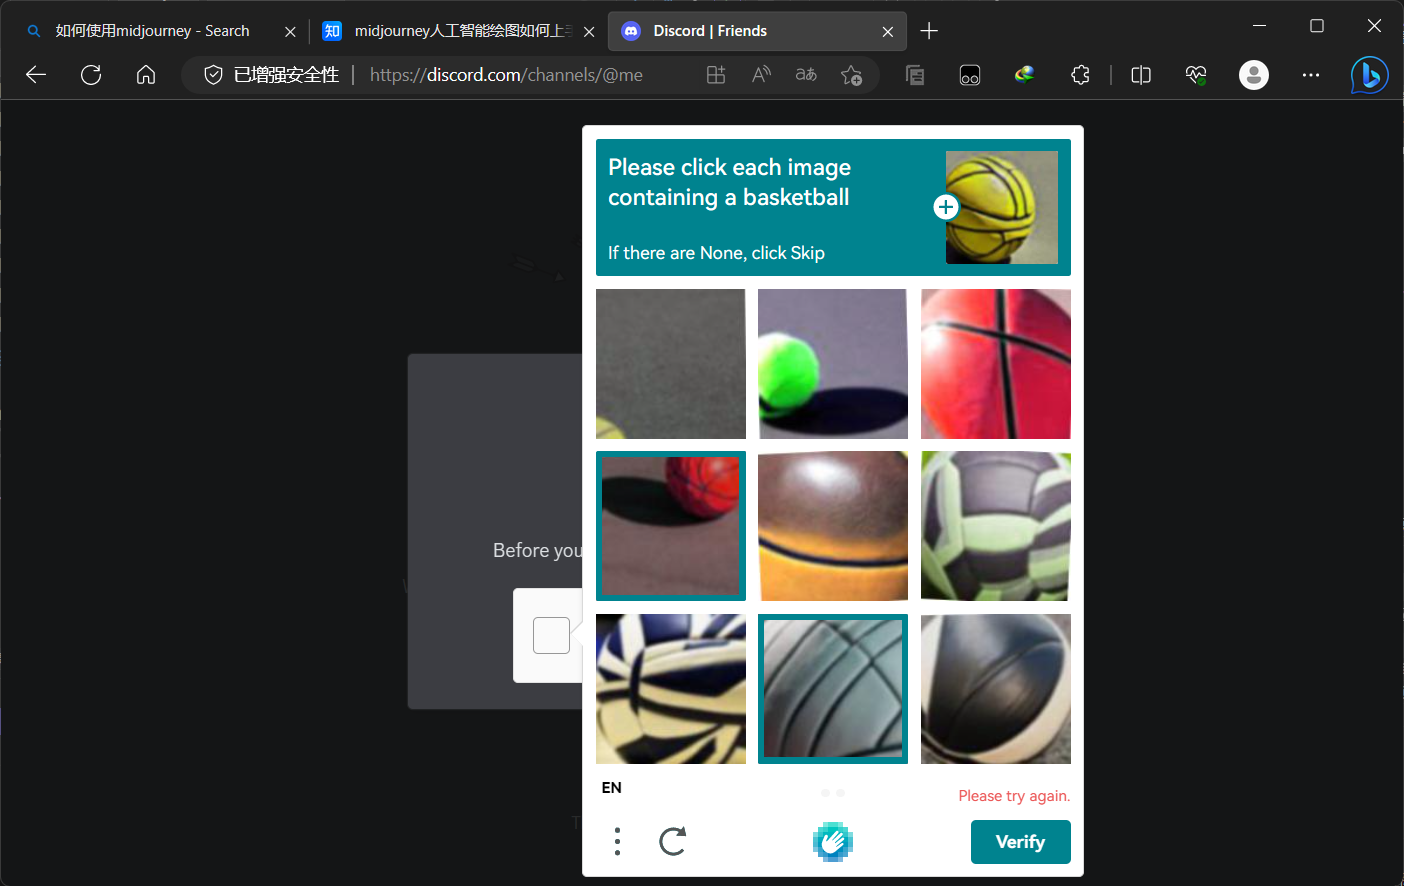 如何使用midjourney - Search
midjourney人工智能绘图如何上手
Discord | Friends
已增强安全性
https://discord.com/channels/@me
Please click each image
containing a basketball
If there are None, click Skip
Before you
EN
Please try again.
Verify